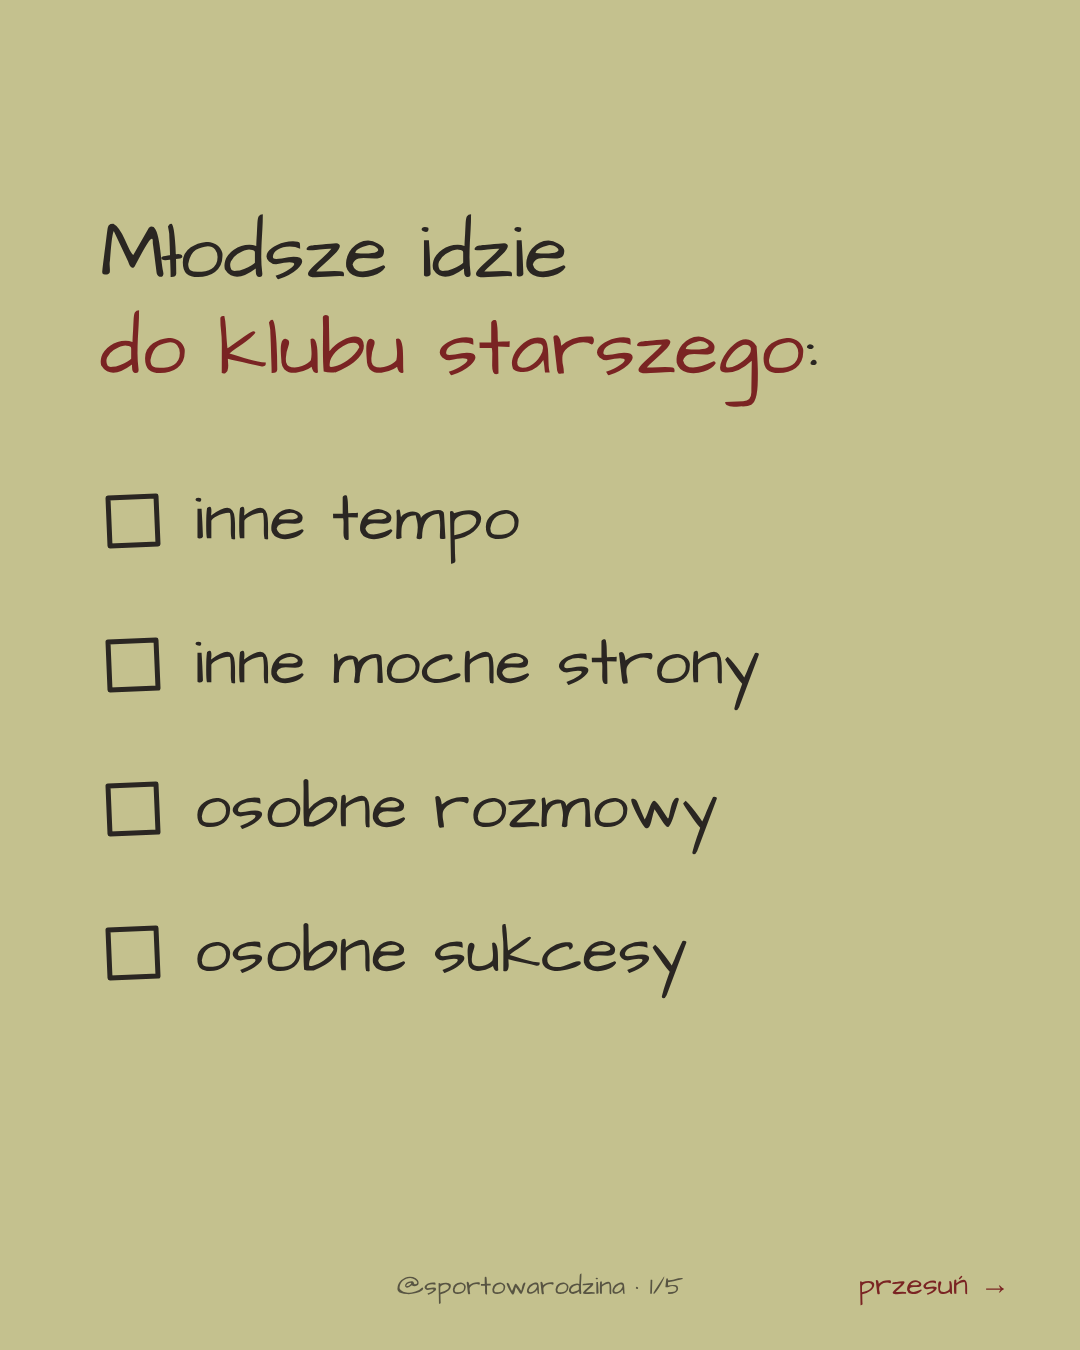 Młodsze idzie
do klubu starszego:
inne tempo
inne mocne strony
osobne rozmowy
osobne sukcesy
@sportowarodzina · 1/5
przesuń →